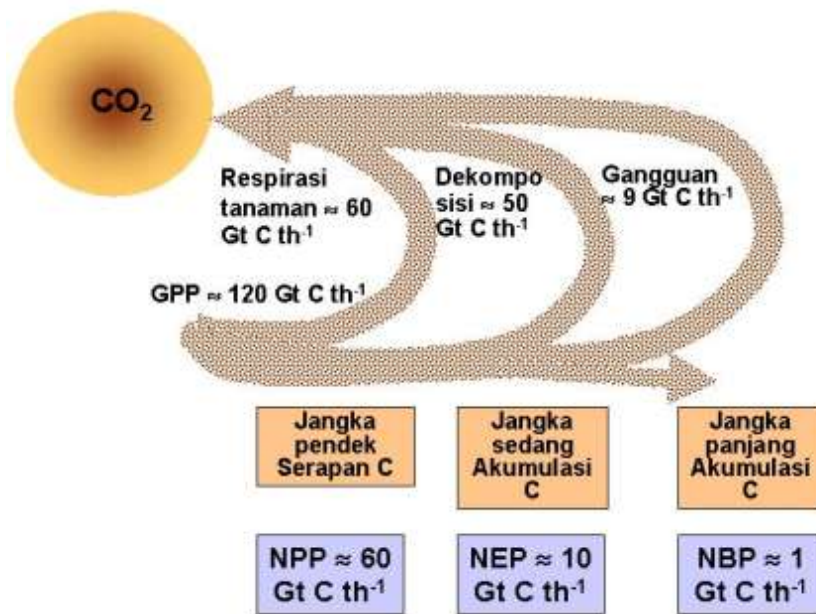 CO₂
Respirasi
tanaman ≈ 60
Gt C th⁻¹
Dekompo
sisi ≈ 50
Gt C th⁻¹
Gangguan
≈ 9 Gt C th⁻¹
GPP ≈ 120 Gt C th⁻¹
Jangka
pendek
Serapan C
Jangka
sedang
Akumulasi
C
Jangka
panjang
Akumulasi
C
NPP ≈ 60
Gt C th⁻¹
NEP ≈ 10
Gt C th⁻¹
NBP ≈ 1
Gt C th⁻¹